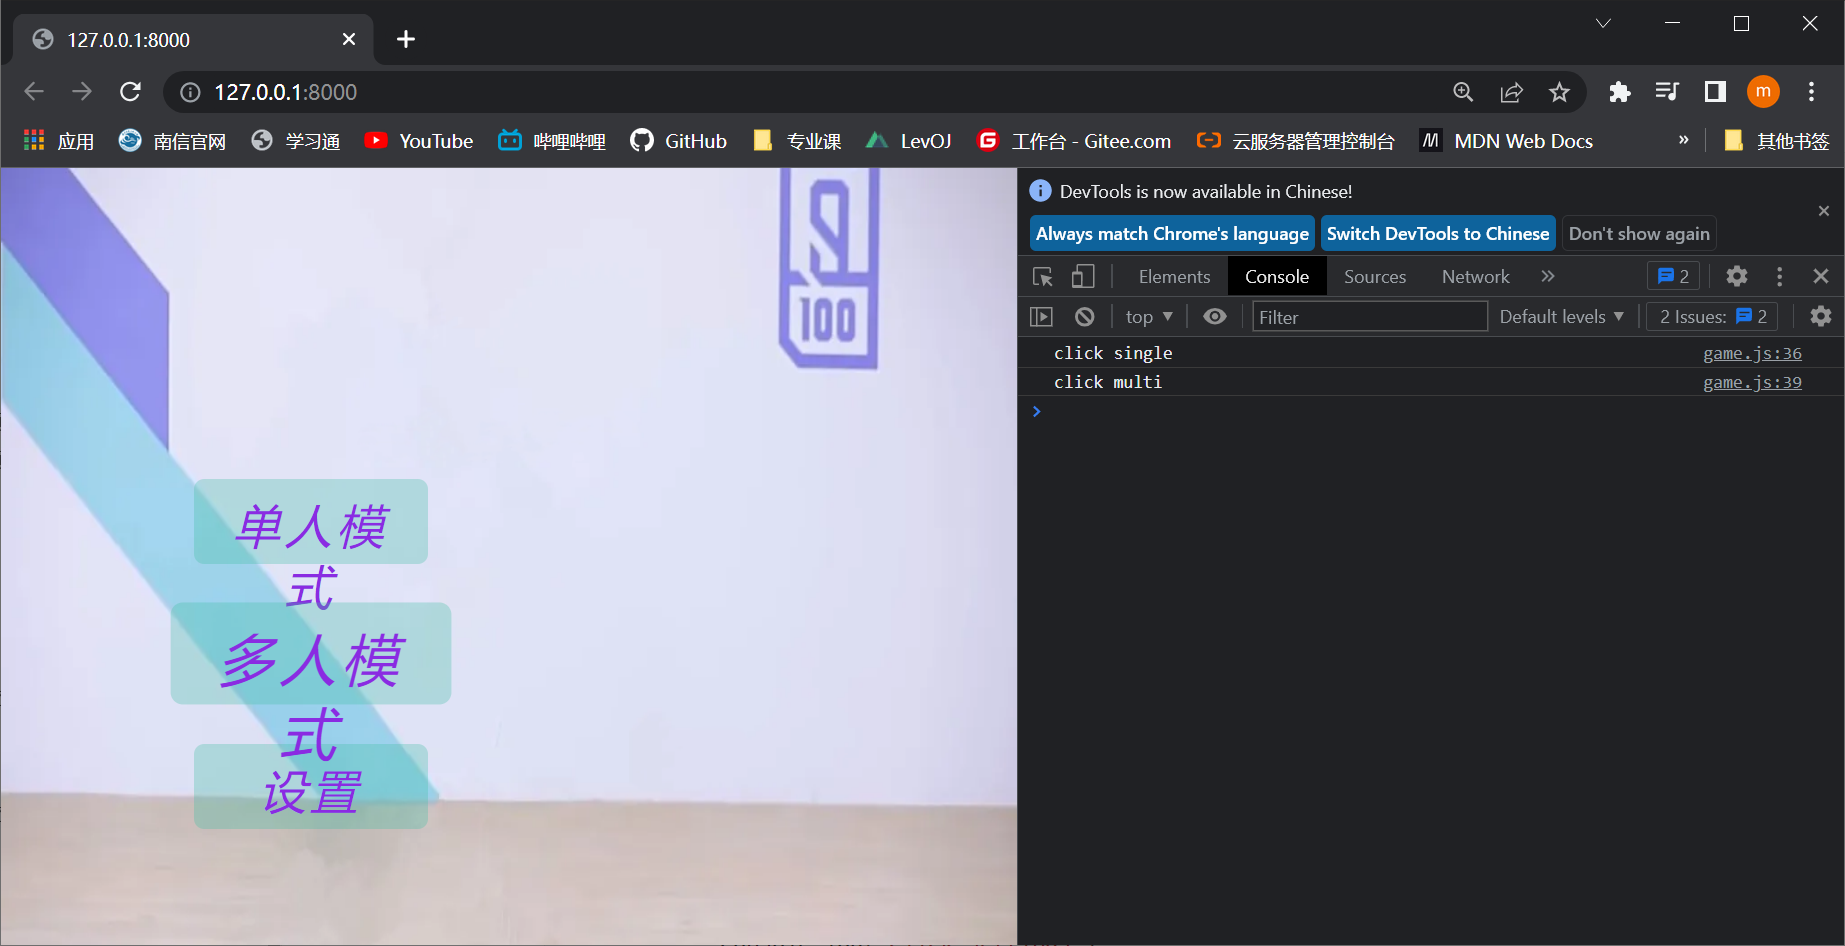 127.0.0.1:8000
127.0.0.1:8000
m
应用 南信官网 学习通 YouTube 哔哩哔哩 GitHub 专业课 LevOJ 工作台 - Gitee.com 云服务器管理控制台 MDN Web Docs » 其他书签
100
单人模
式
多人模
式
设置
DevTools is now available in Chinese!
Always match Chrome's language Switch DevTools to Chinese Don't show again
Elements Console Sources Network » 2
top Filter Default levels 2 Issues: 2
click single game.js:36
click multi game.js:39